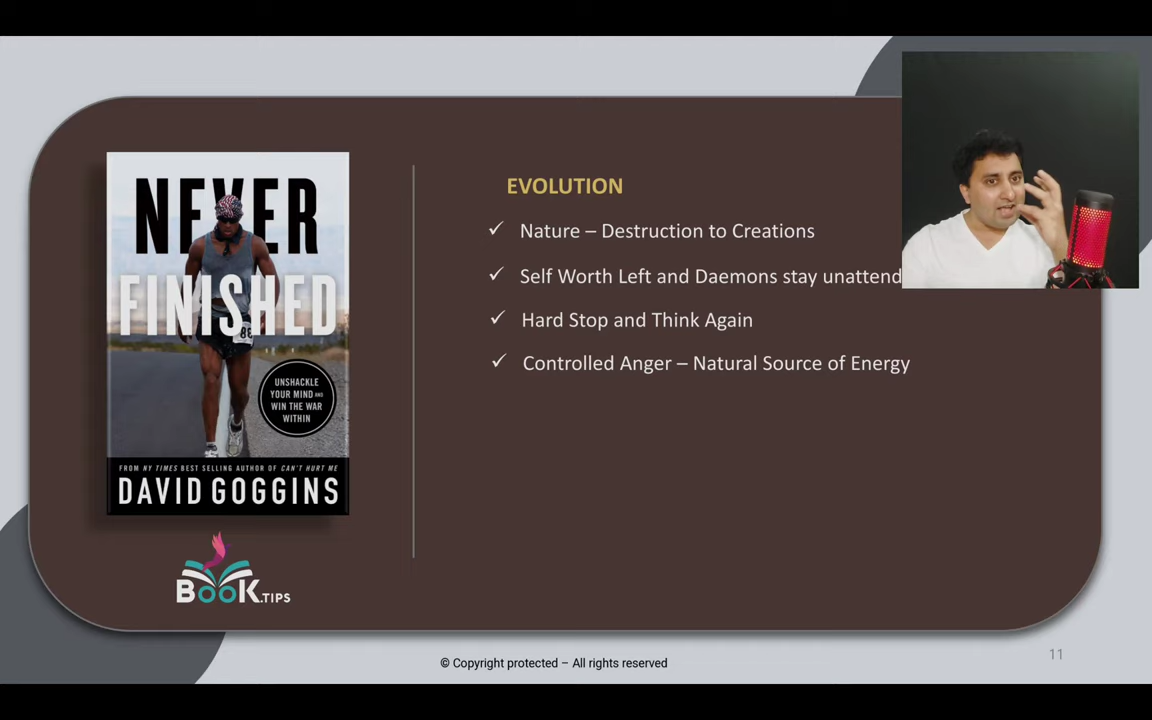 NEVER
FINISHED
UNSHACKLE
YOUR MIND AND
WIN THE WAR
WITHIN
FROM NY TIMES BEST SELLING AUTHOR OF CAN'T HURT ME
DAVID GOGGINS
BOOK.TIPS
EVOLUTION
✓ Nature – Destruction to Creations
✓ Self Worth Left and Daemons stay unattend
✓ Hard Stop and Think Again
✓ Controlled Anger – Natural Source of Energy
© Copyright protected – All rights reserved
11